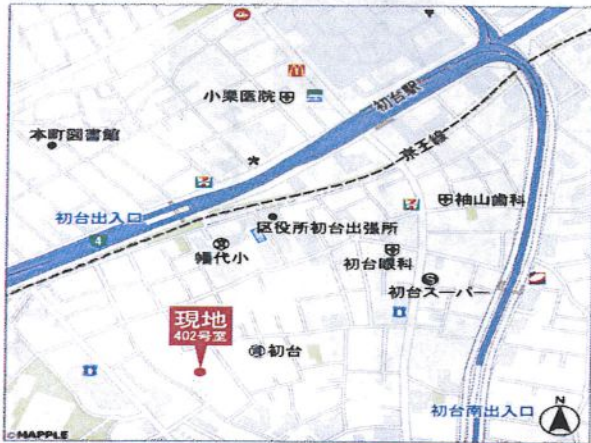 小栗医院
初台駅
本町図書館
京王線
袖山歯科
初台出入口
区役所初台出張所
4
幡代小
初台眼科
初台スーパー
S
現地
402号室
初台
初台南出入口
N
©MAPPLE